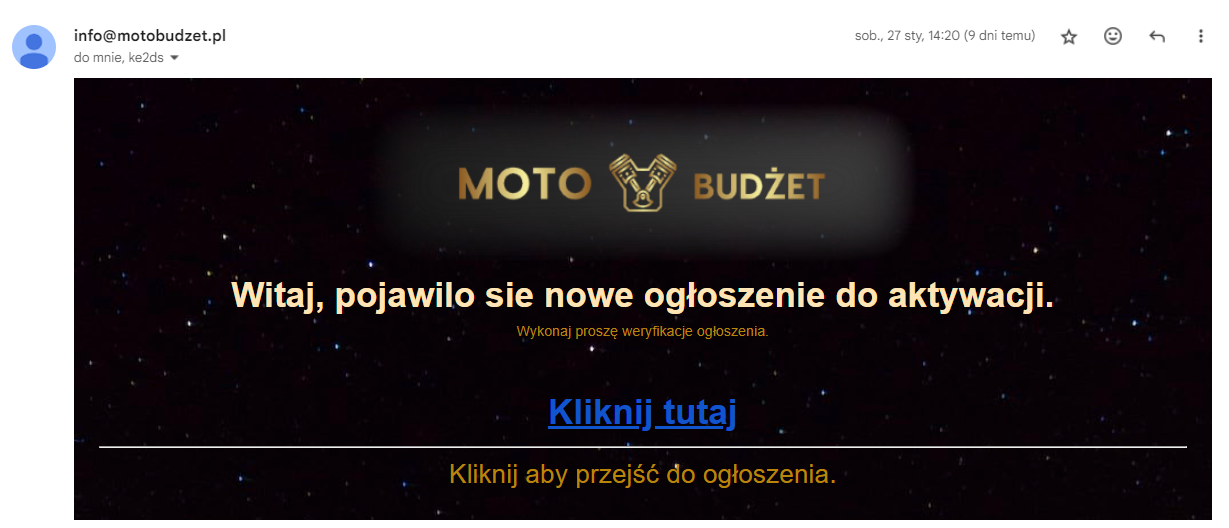 info@motobudzet.pl
sob., 27 sty, 14:20 (9 dni temu)
do mnie, ke2ds
MOTO BUDŻET
Witaj, pojawilo sie nowe ogłoszenie do aktywacji.
Wykonaj proszę weryfikacje ogłoszenia.
Kliknij tutaj
Kliknij aby przejść do ogłoszenia.